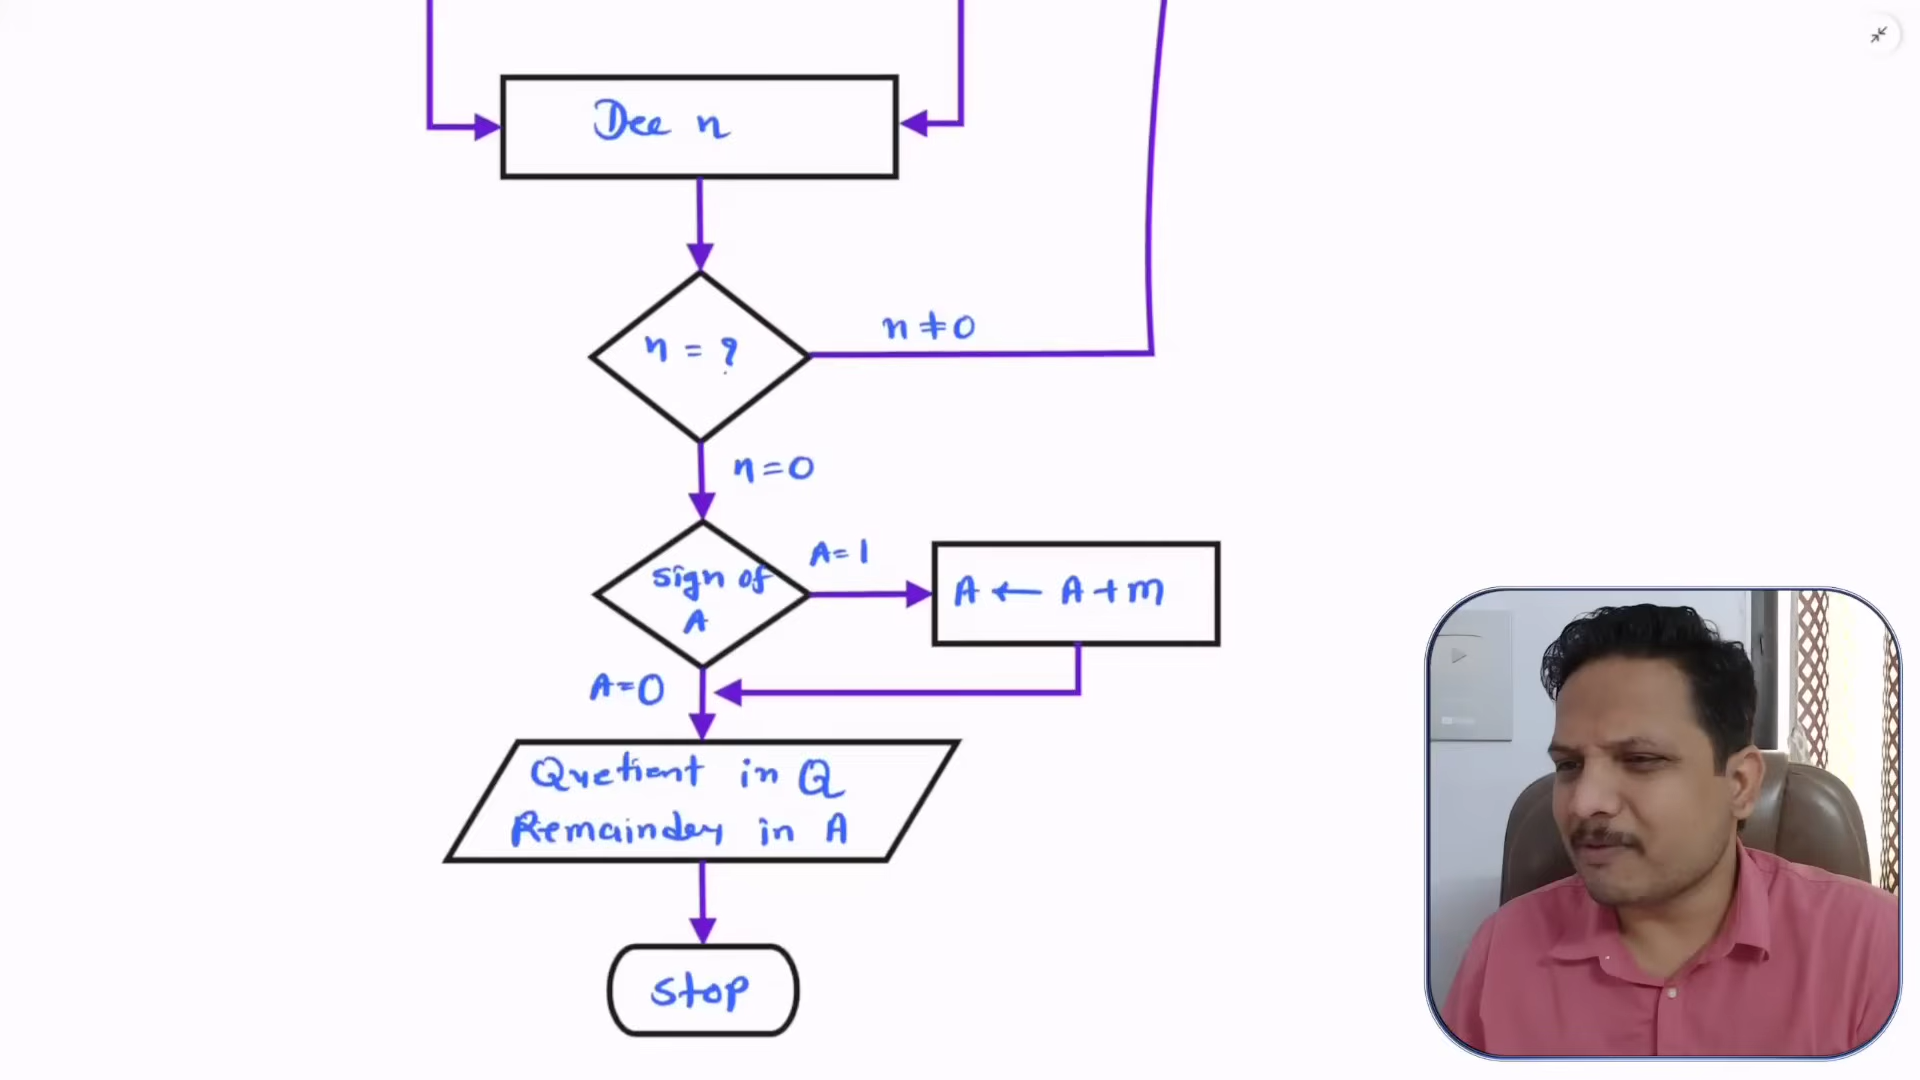 Dec n
n = ?
n ≠ 0
n = 0
sign of
A
A = 1
A ← A + m
A = 0
Quetient in Q
Remainder in A
stop